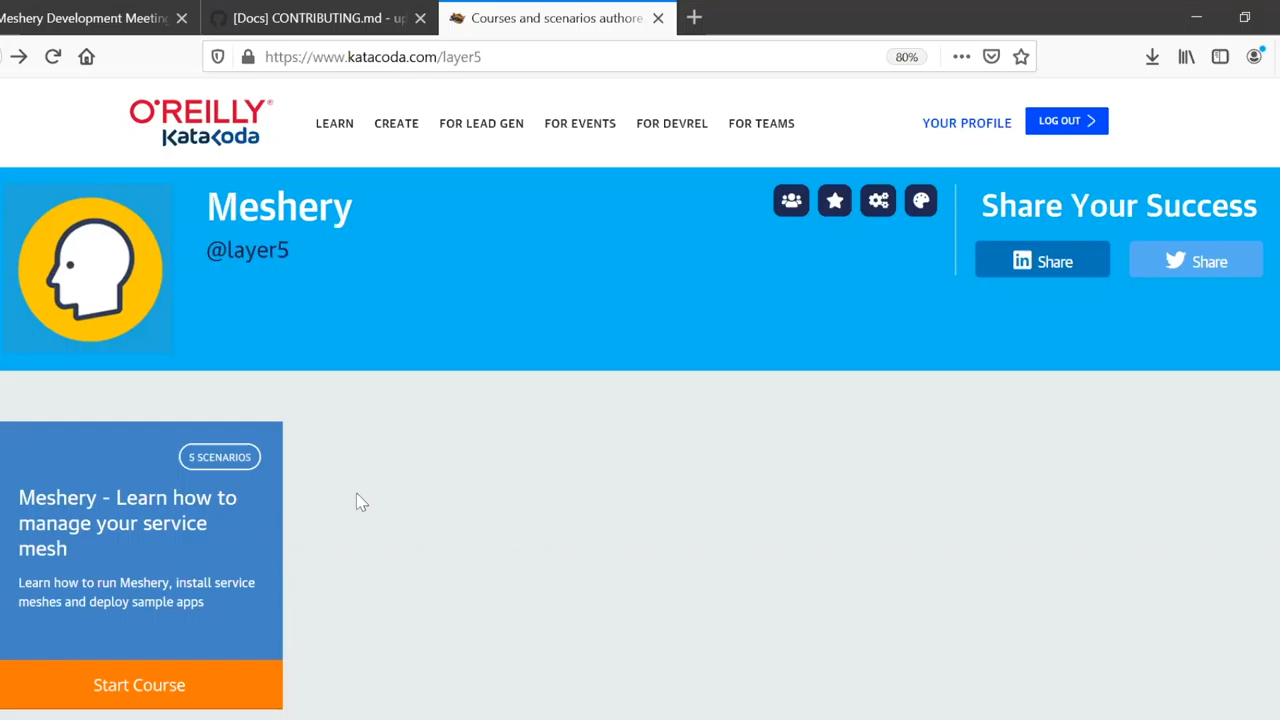 Meshery Development Meeting
[Docs] CONTRIBUTING.md - up
Courses and scenarios authore
https://www.katacoda.com/layer5
80%
O'REILLY®
Katacoda
LEARN
CREATE
FOR LEAD GEN
FOR EVENTS
FOR DEVREL
FOR TEAMS
YOUR PROFILE
LOG OUT
Meshery
@layer5
Share Your Success
Share
Share
5 SCENARIOS
Meshery - Learn how to
manage your service
mesh
Learn how to run Meshery, install service
meshes and deploy sample apps
Start Course